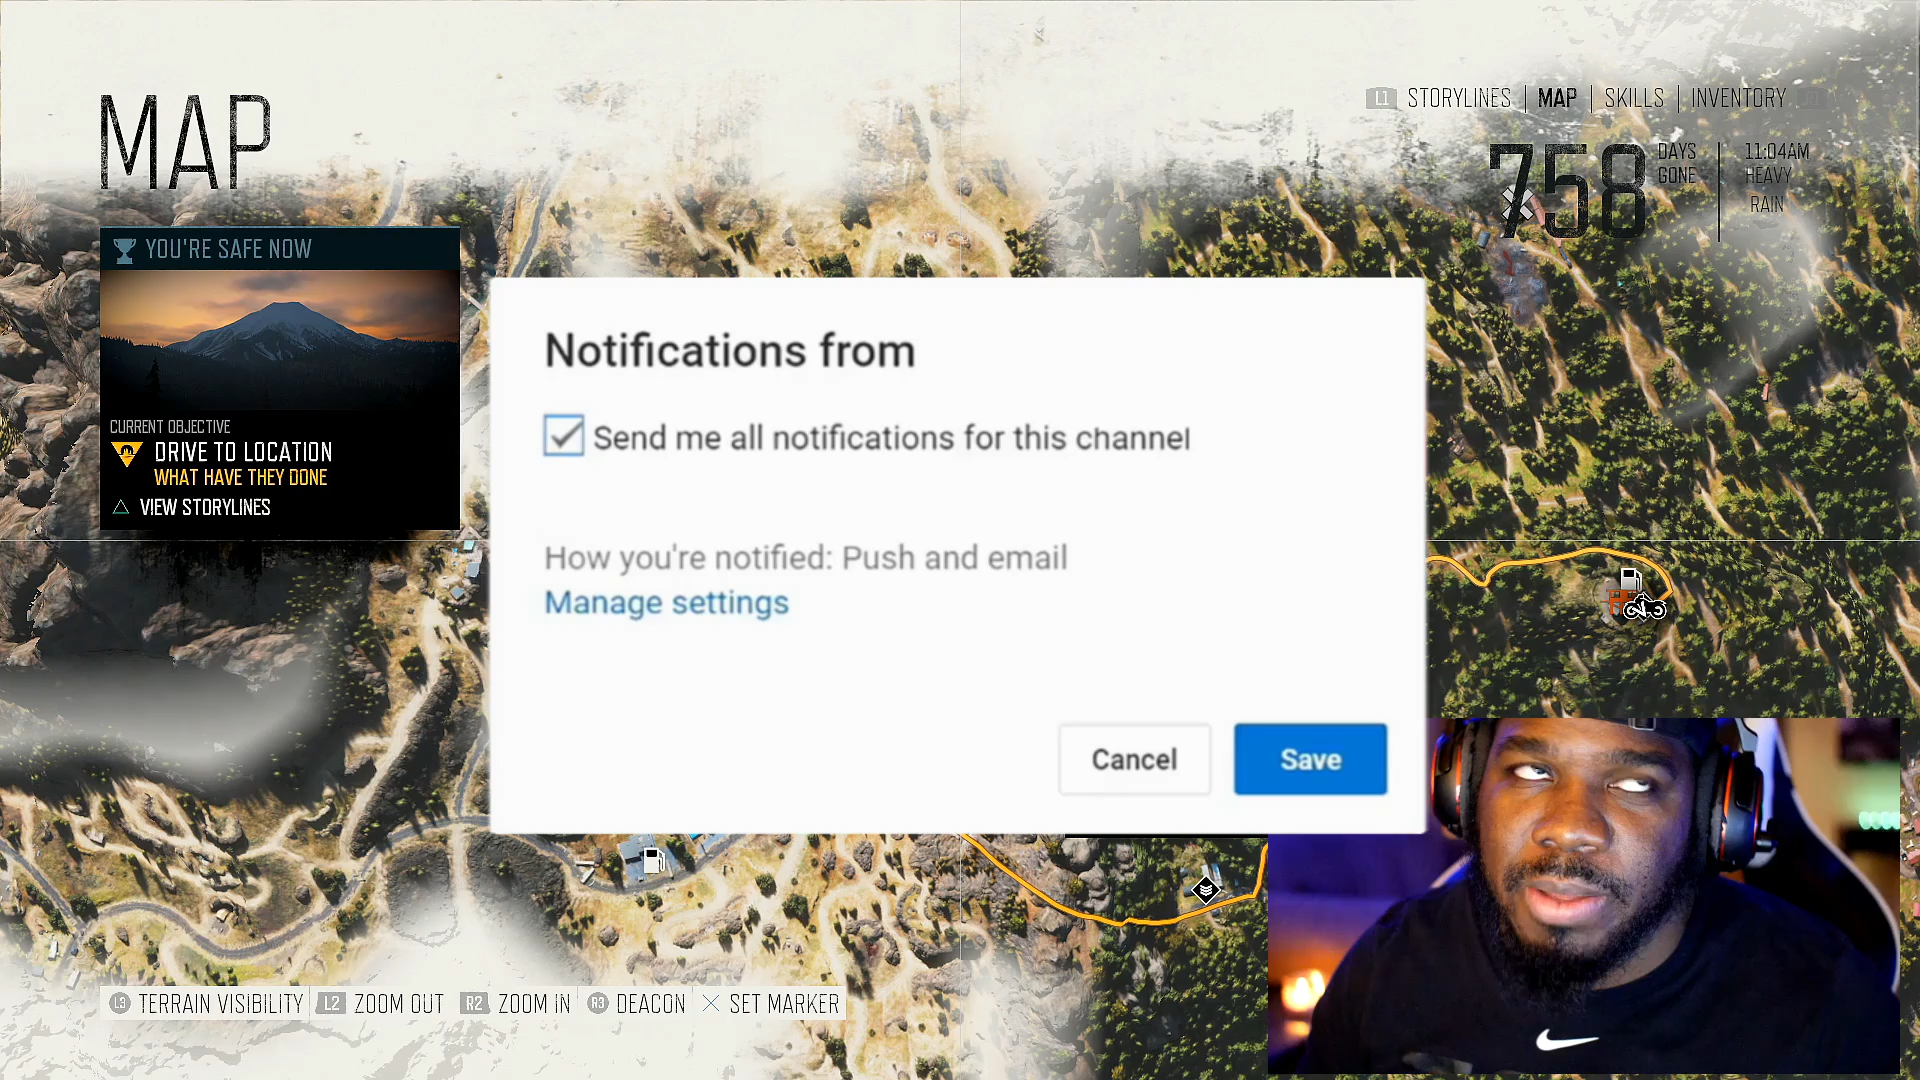 MAP
L1 STORYLINES | MAP | SKILLS | INVENTORY
758 DAYS GONE
11:04AM
HEAVY
RAIN
YOU'RE SAFE NOW
CURRENT OBJECTIVE
DRIVE TO LOCATION
WHAT HAVE THEY DONE
VIEW STORYLINES
Notifications from
Send me all notifications for this channel
How you're notified: Push and email
Manage settings
Cancel
Save
L3 TERRAIN VISIBILITY L2 ZOOM OUT R2 ZOOM IN R3 DEACON SET MARKER